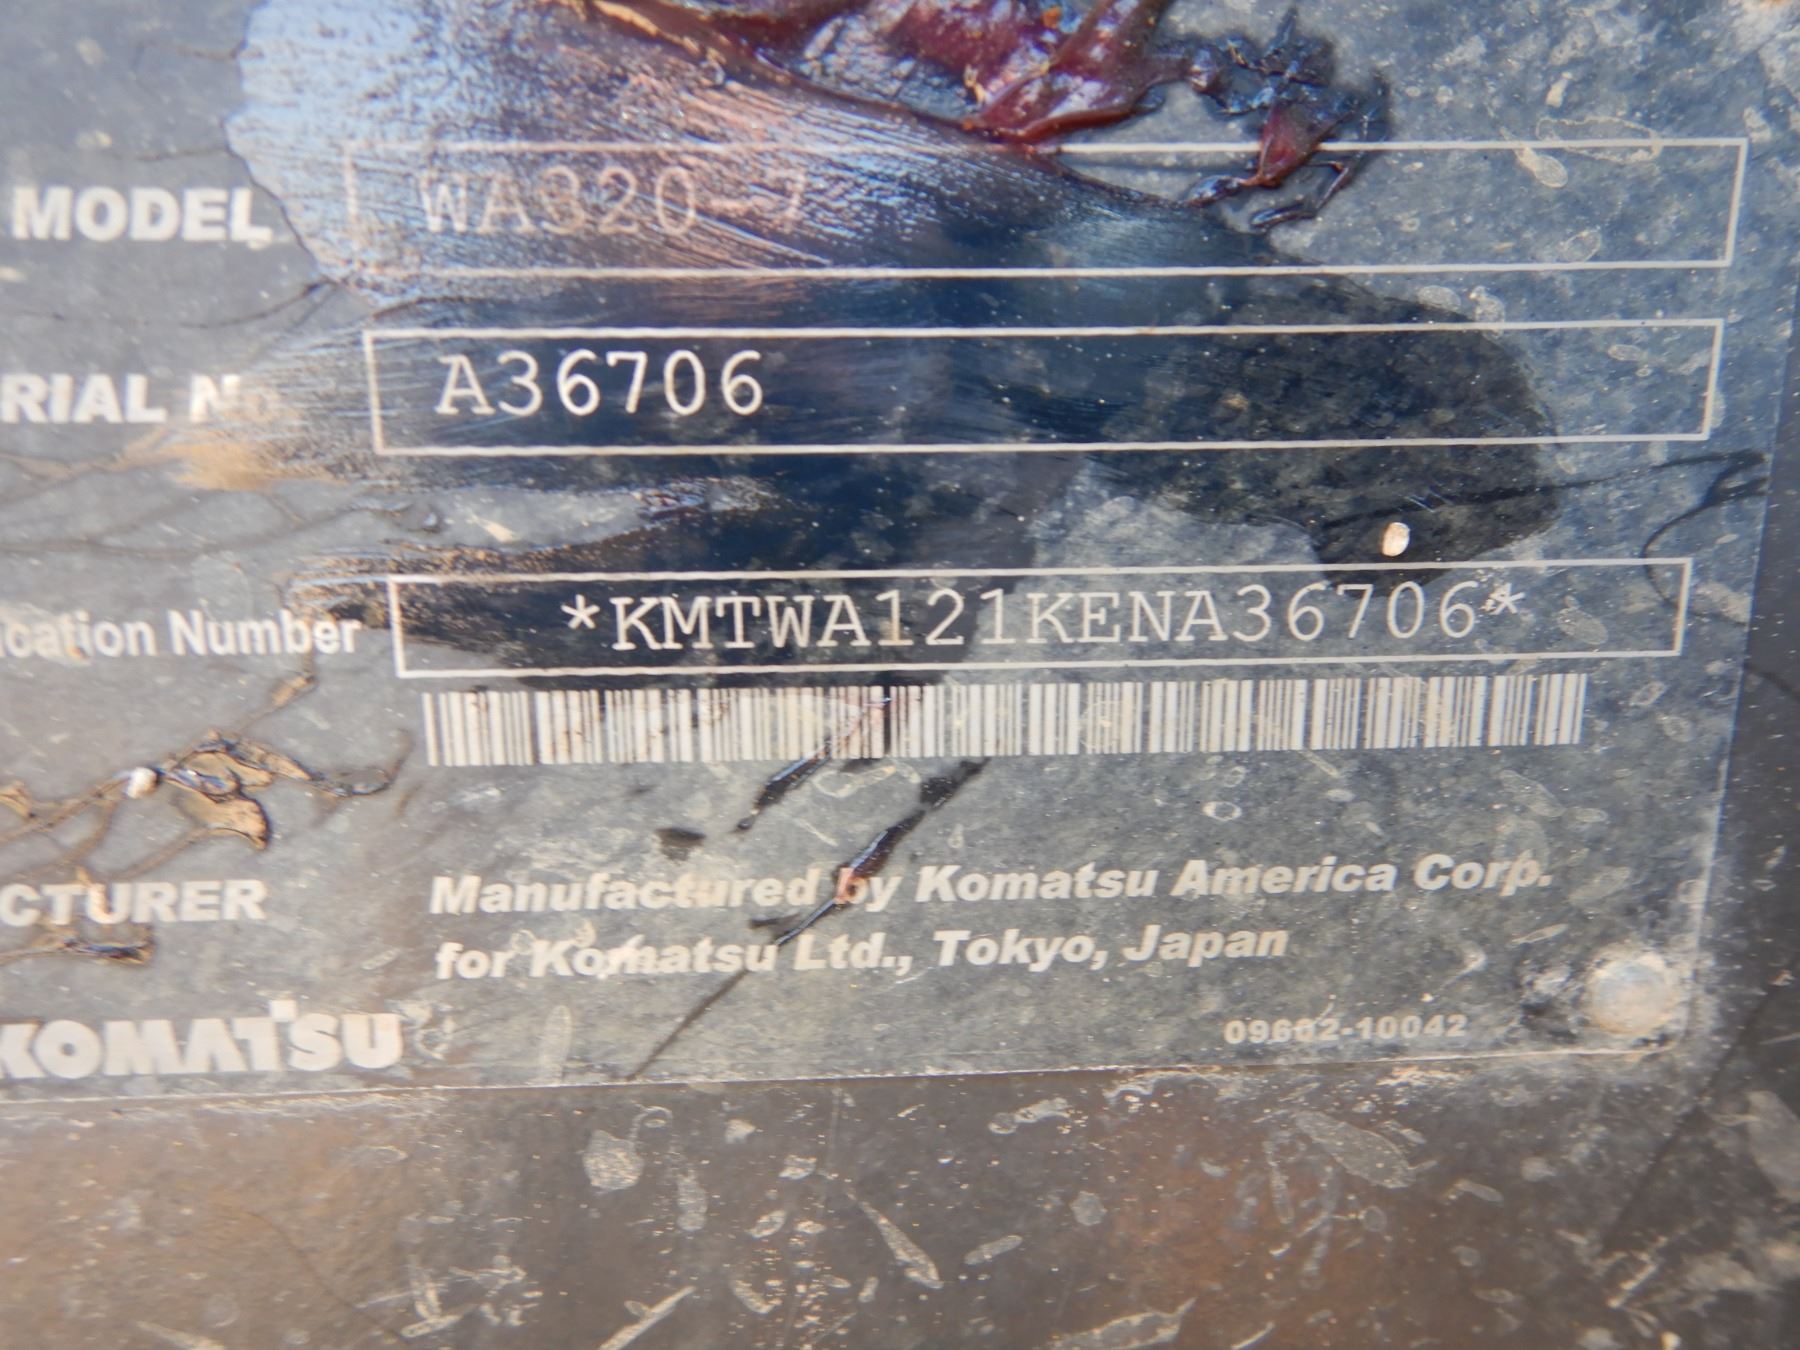 MODEL WA320-7
RIAL No. A36706
ication Number *KMTWA121KENA36706*
CTURER Manufactured by Komatsu America Corp.
for Komatsu Ltd., Tokyo, Japan
KOMATSU
09602-10042